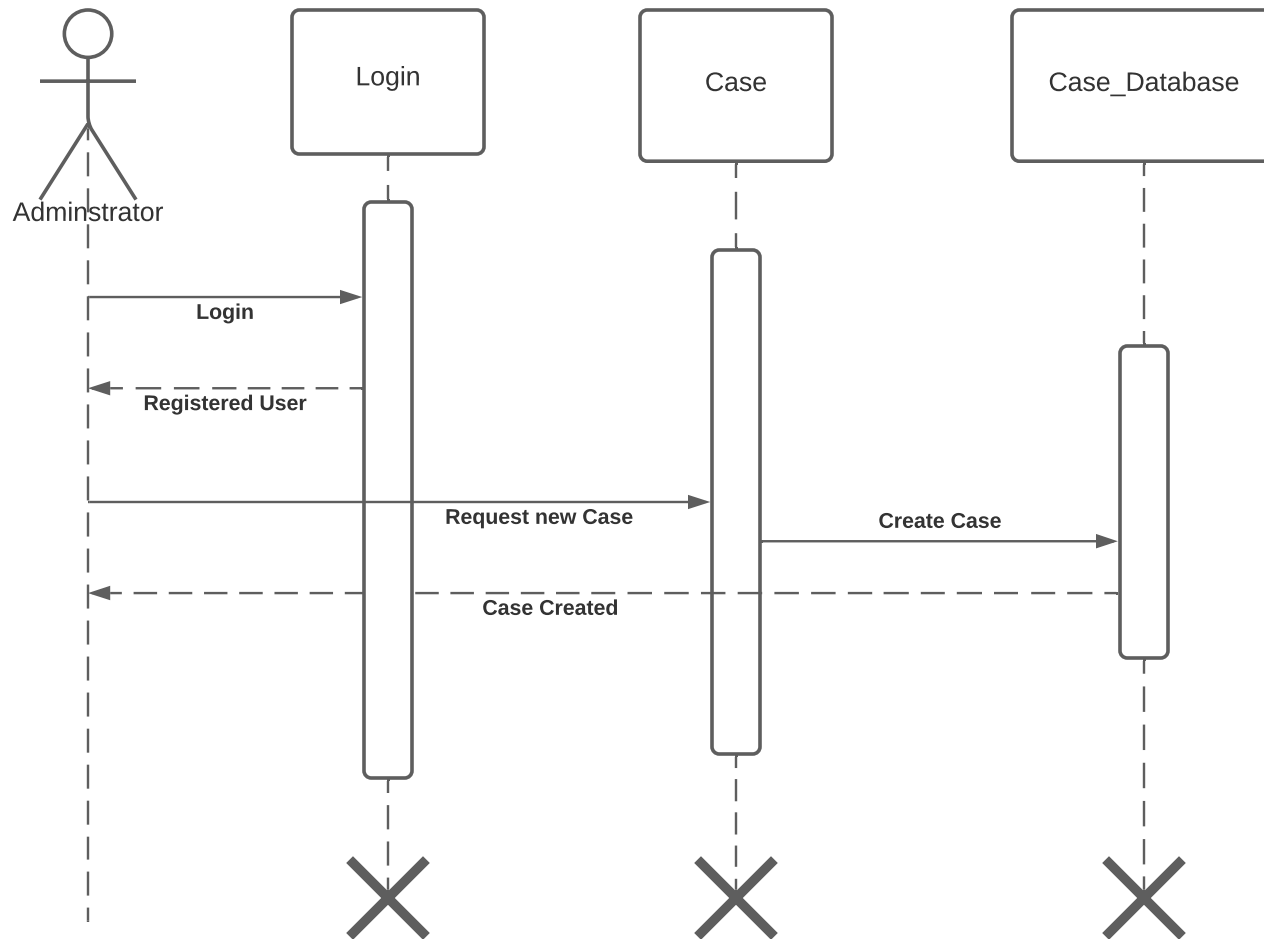 Login
Case
Case_Database
Adminstrator
Login
Registered User
Request new Case
Create Case
Case Created